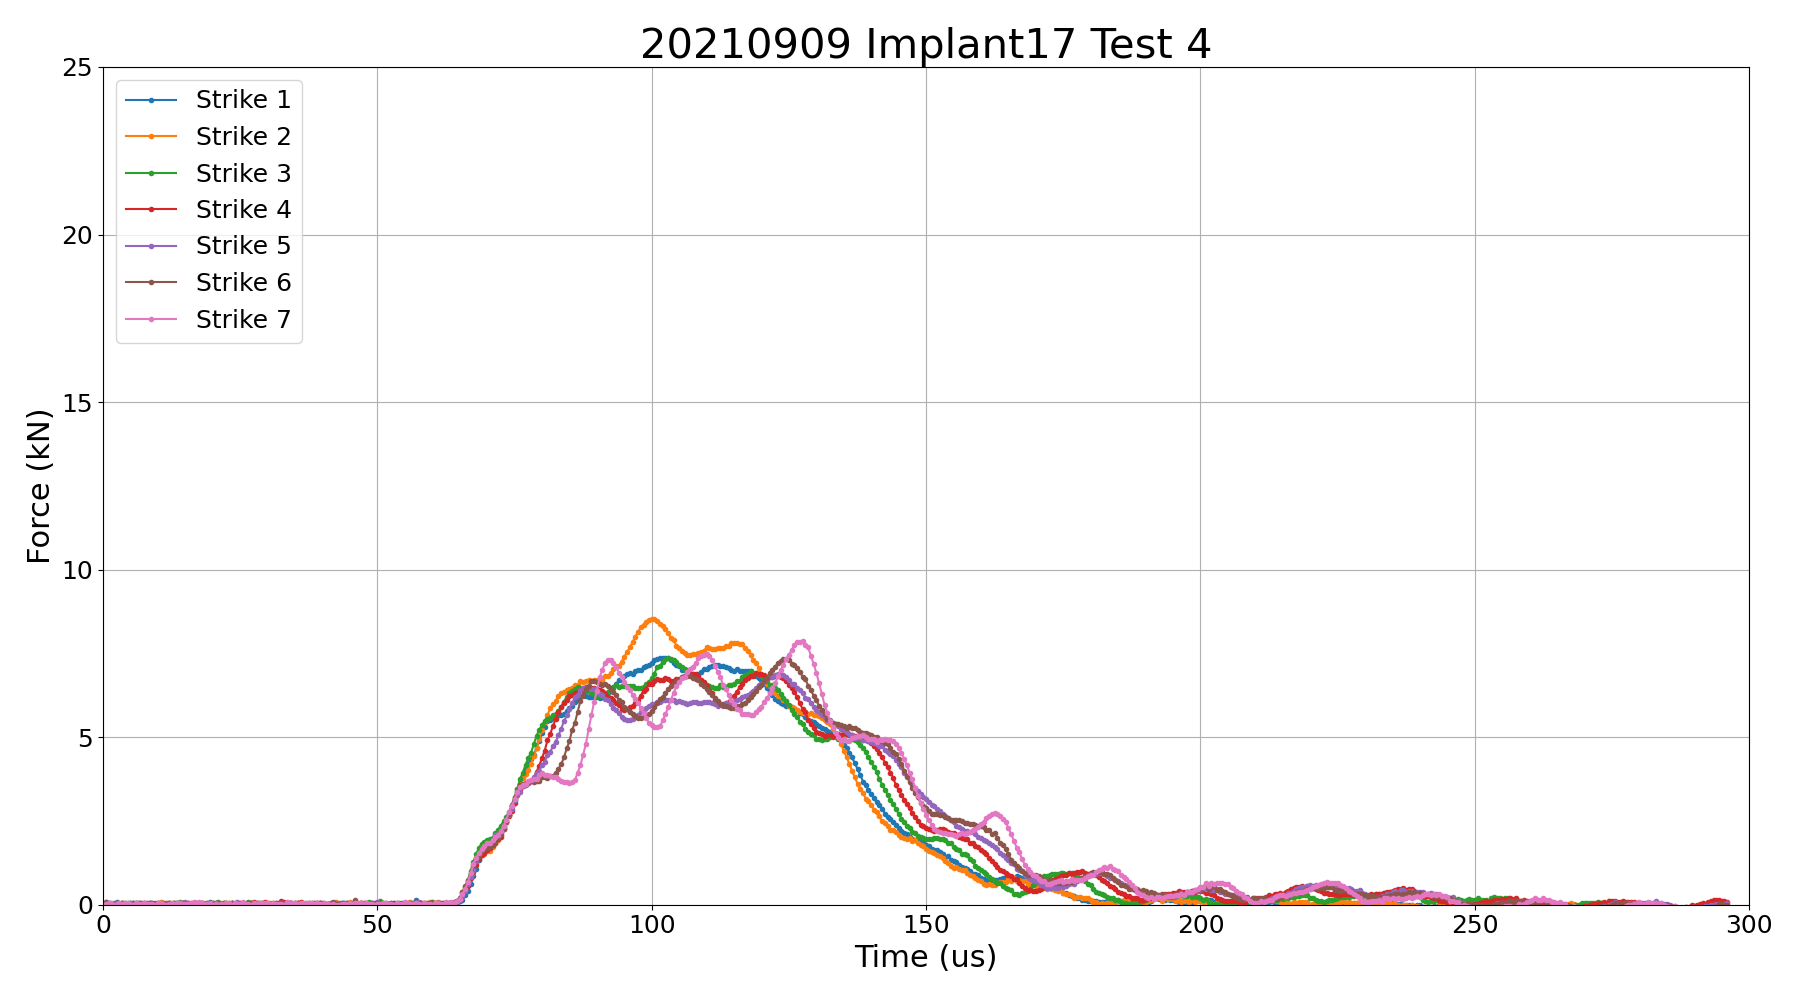 20210909 Implant17 Test 4
Strike 1
Strike 2
Strike 3
Strike 4
Strike 5
Strike 6
Strike 7
25
20
15
10
5
0
Force (kN)
0 50 100 150 200 250 300
Time (us)